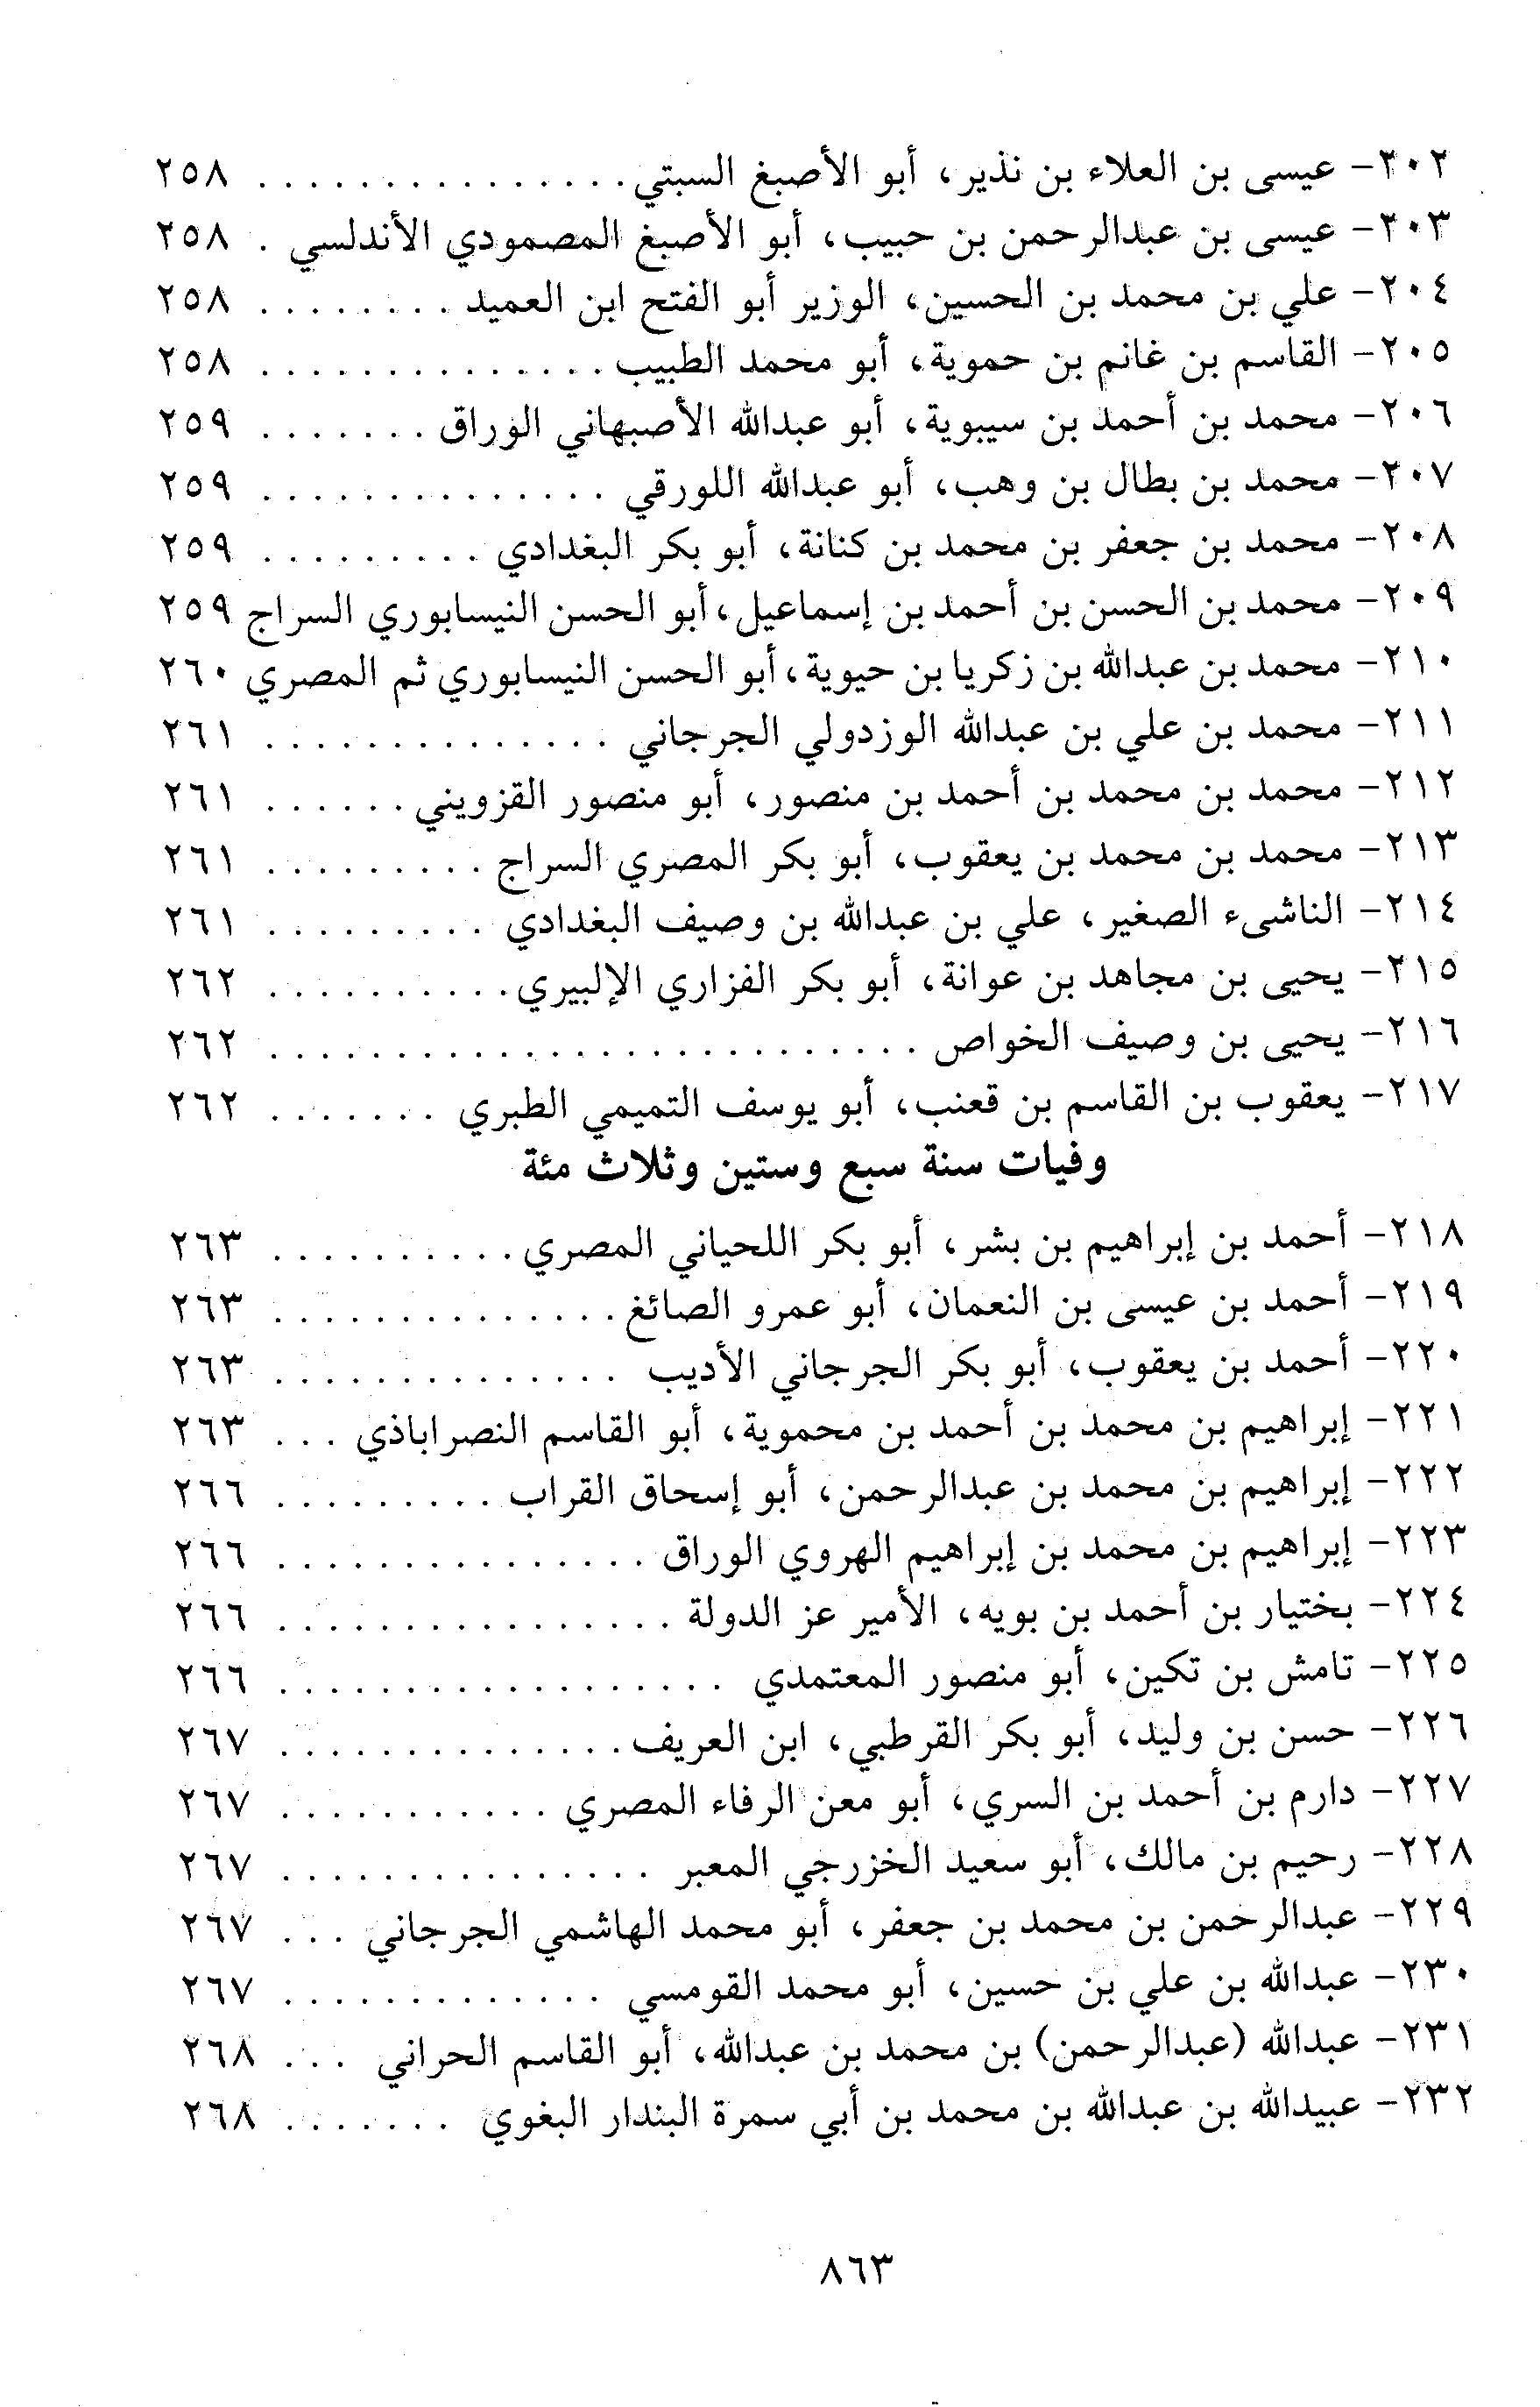 ٢٠٢- عيسى بن العلاء بن نذير، أبو الأصبغ السبتي . . . . . . . . . . . . . . . ٢٥٨
٢٠٣- عيسى بن عبدالرحمن بن حبيب، أبو الأصبغ المصمودي الأندلسي . ٢٥٨
٢٠٤- علي بن محمد بن الحسين، الوزير أبو الفتح ابن العميد . . . . . . . . ٢٥٨
٢٠٥- القاسم بن غانم بن حموية، أبو محمد الطبيب . . . . . . . . . . . . . . ٢٥٨
٢٠٦- محمد بن أحمد بن سيبوية، أبو عبدالله الأصبهاني الوراق . . . . . . . ٢٥٩
٢٠٧- محمد بن بطال بن وهب، أبو عبدالله اللورقي . . . . . . . . . . . . . . ٢٥٩
٢٠٨- محمد بن جعفر بن محمد بن كنانة، أبو بكر البغدادي . . . . . . . . . ٢٥٩
٢٠٩- محمد بن الحسن بن أحمد بن إسماعيل، أبو الحسن النيسابوري السراج ٢٥٩
٢١٠- محمد بن عبدالله بن زكريا بن حيوية، أبو الحسن النيسابوري ثم المصري ٢٦٠
٢١١- محمد بن علي بن عبدالله الوزدولي الجرجاني . . . . . . . . . . . . . . ٢٦١
٢١٢- محمد بن محمد بن أحمد بن منصور، أبو منصور القزويني . . . . . . ٢٦١
٢١٣- محمد بن محمد بن يعقوب، أبو بكر المصري السراج . . . . . . . . . ٢٦١
٢١٤- الناشىء الصغير، علي بن عبدالله بن وصيف البغدادي . . . . . . . . . ٢٦١
٢١٥- يحيى بن مجاهد بن عوانة، أبو بكر الفزاري الإلبيري . . . . . . . . . . ٢٦٢
٢١٦- يحيى بن وصيف الخواص . . . . . . . . . . . . . . . . . . . . . . . . . . ٢٦٢
٢١٧- يعقوب بن القاسم بن قعنب، أبو يوسف التميمي الطبري . . . . . . . ٢٦٢
وفيات سنة سبع وستين وثلاث مئة
٢١٨- أحمد بن إبراهيم بن بشر، أبو بكر اللحياني المصري . . . . . . . . . . ٢٦٣
٢١٩- أحمد بن عيسى بن النعمان، أبو عمرو الصائغ . . . . . . . . . . . . . . ٢٦٣
٢٢٠- أحمد بن يعقوب، أبو بكر الجرجاني الأديب . . . . . . . . . . . . . . ٢٦٣
٢٢١- إبراهيم بن محمد بن أحمد بن محموية، أبو القاسم النصراباذي . . . ٢٦٣
٢٢٢- إبراهيم بن محمد بن عبدالرحمن، أبو إسحاق القراب . . . . . . . . . ٢٦٦
٢٢٣- إبراهيم بن محمد بن إبراهيم الهروي الوراق . . . . . . . . . . . . . . . ٢٦٦
٢٢٤- بختيار بن أحمد بن بويه، الأمير عز الدولة . . . . . . . . . . . . . . . . ٢٦٦
٢٢٥- تامش بن تكين، أبو منصور المعتمدي . . . . . . . . . . . . . . . . . . ٢٦٦
٢٢٦- حسن بن وليد، أبو بكر القرطبي، ابن العريف . . . . . . . . . . . . . . ٢٦٧
٢٢٧- دارم بن أحمد بن السري، أبو معن الرفاء المصري . . . . . . . . . . . ٢٦٧
٢٢٨- رحيم بن مالك، أبو سعيد الخزرجي المعبر . . . . . . . . . . . . . . . ٢٦٧
٢٢٩- عبدالرحمن بن محمد بن جعفر، أبو محمد الهاشمي الجرجاني . . . ٢٦٧
٢٣٠- عبدالله بن علي بن حسين، أبو محمد القومسي . . . . . . . . . . . . . ٢٦٧
٢٣١- عبدالله (عبدالرحمن) بن محمد بن عبدالله، أبو القاسم الحراني . . . ٢٦٨
٢٣٢- عبيدالله بن عبدالله بن محمد بن أبي سمرة البندار البغوي . . . . . . . ٢٦٨
٨٦٣